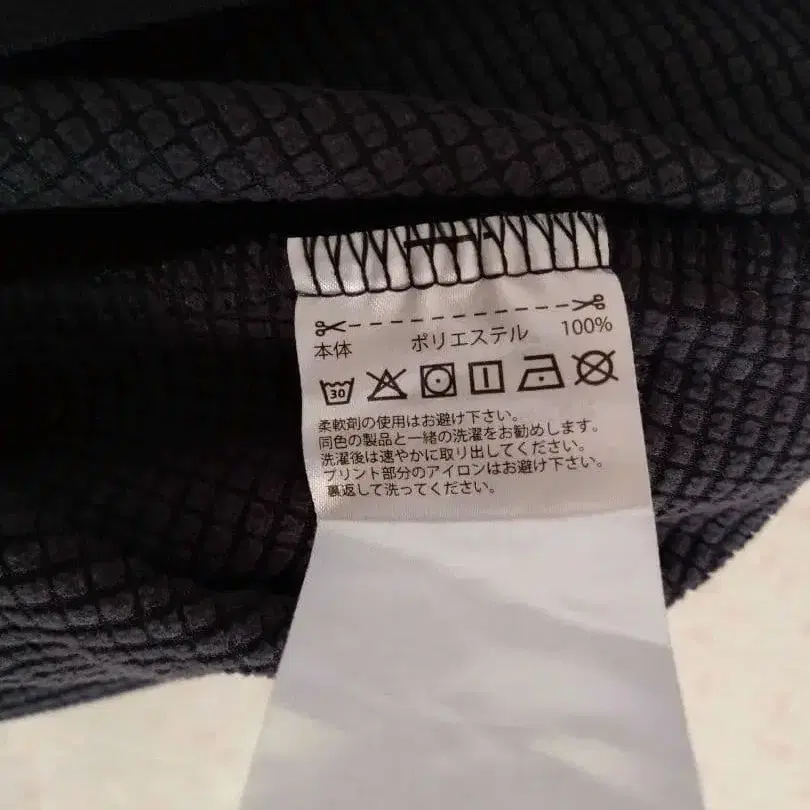 本体 ポリエステル 100%
30
柔軟剤の使用はお避け下さい。
同色の製品と一緒の洗濯をお勧めします。
洗濯後は速やかに取り出してください。
プリント部分のアイロンはお避け下さい。
裏返して洗ってください。